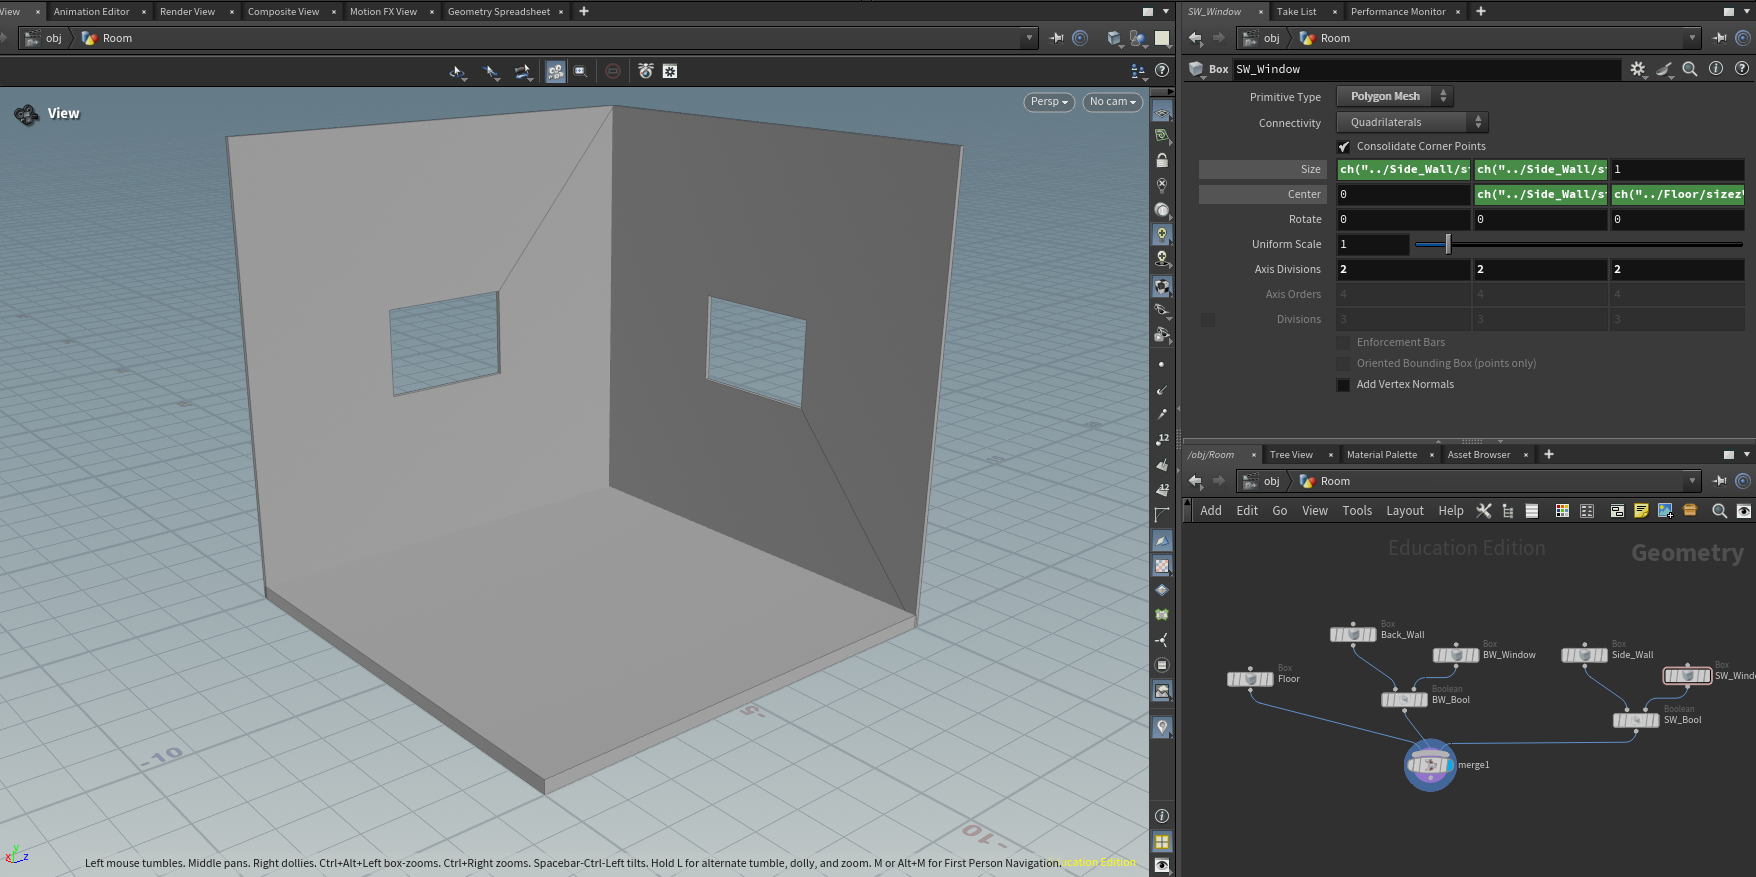 View Animation Editor Render View Composite View Motion FX View Geometry Spreadsheet
obj Room
View
Persp No cam
-10
-5
-10
y
x z
Left mouse tumbles. Middle pans. Right dollies. Ctrl+Alt+Left box-zooms. Ctrl+Right zooms. Spacebar-Ctrl-Left tilts. Hold L for alternate tumble, dolly, and zoom. M or Alt+M for First Person Navigation. ucation Edition
12
12
SW_Window Take List Performance Monitor
obj Room
Box SW_Window
Primitive Type Polygon Mesh
Connectivity Quadrilaterals
Consolidate Corner Points
Size ch("../Side_Wall/s ch("../Side_Wall/s 1
Center 0 ch("../Side_Wall/s ch("../Floor/sizez"
Rotate 0 0 0
Uniform Scale 1
Axis Divisions 2 2 2
Axis Orders 4 4 4
Divisions 3 3 3
Enforcement Bars
Oriented Bounding Box (points only)
Add Vertex Normals
/obj/Room Tree View Material Palette Asset Browser
obj Room
Add Edit Go View Tools Layout Help
Education Edition Geometry
Box
Back_Wall
Box
BW_Window
Box
Side_Wall
Box
Floor
Box
SW_Wind
Boolean
BW_Bool
Boolean
SW_Bool
merge1